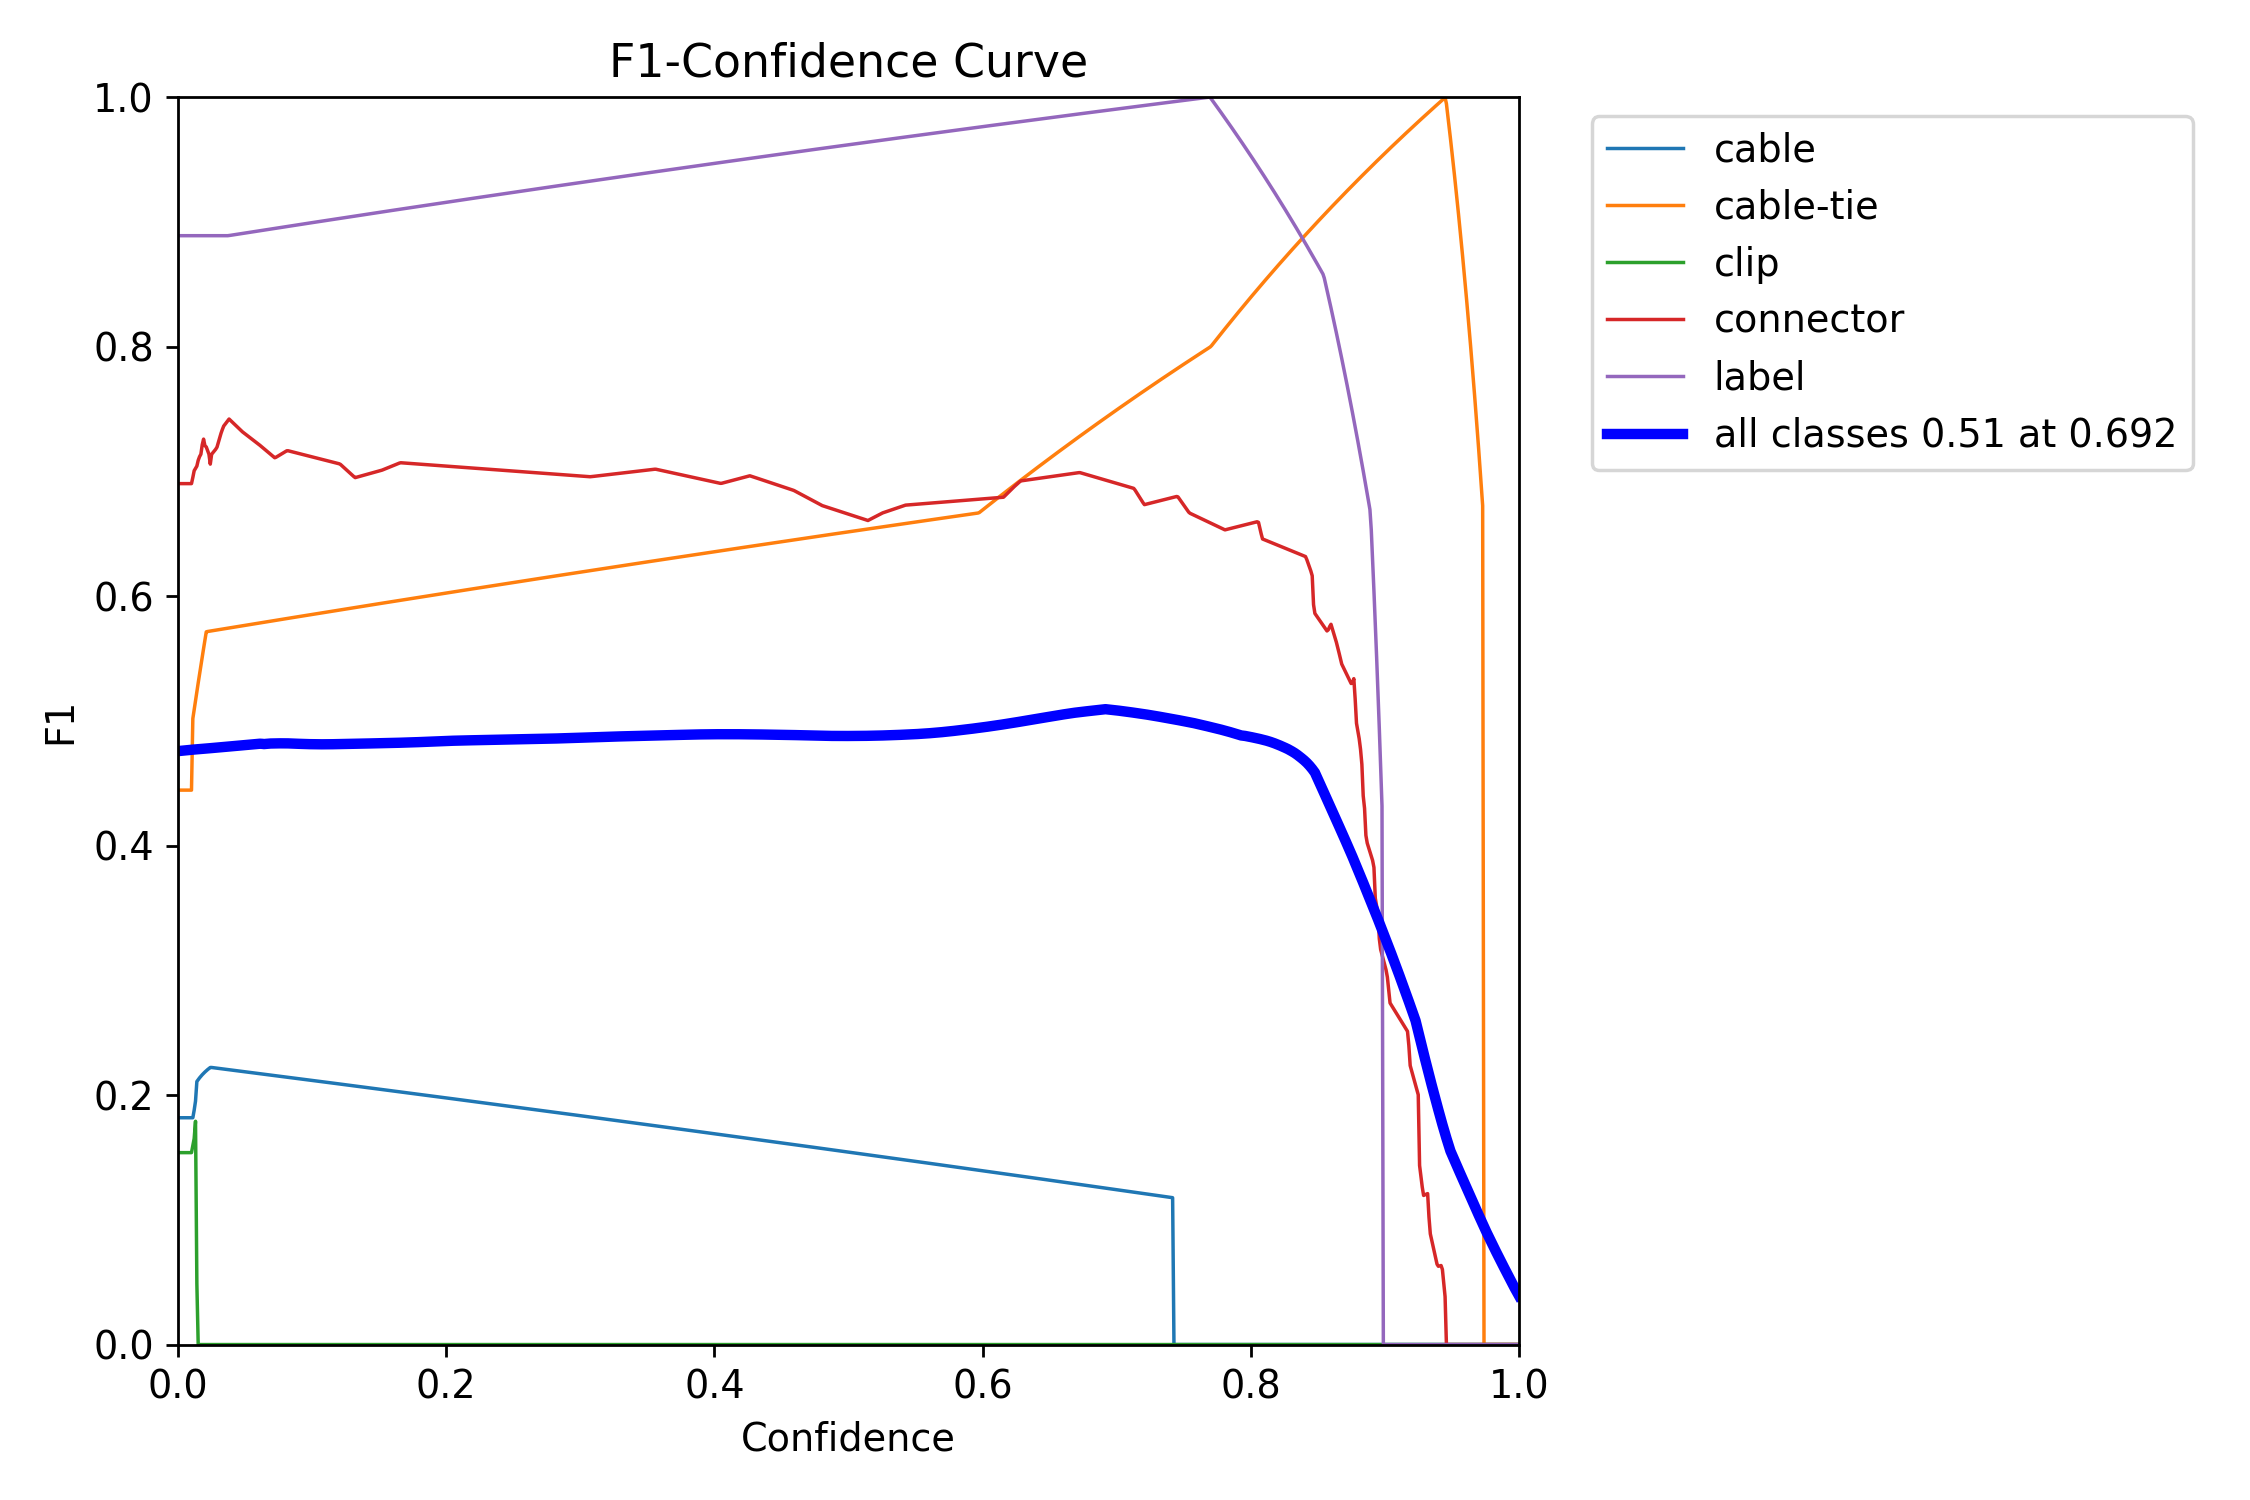 F1-Confidence Curve
1.0
0.8
0.6
0.4
0.2
0.0
F1
0.0 0.2 0.4 0.6 0.8 1.0
Confidence
cable
cable-tie
clip
connector
label
all classes 0.51 at 0.692